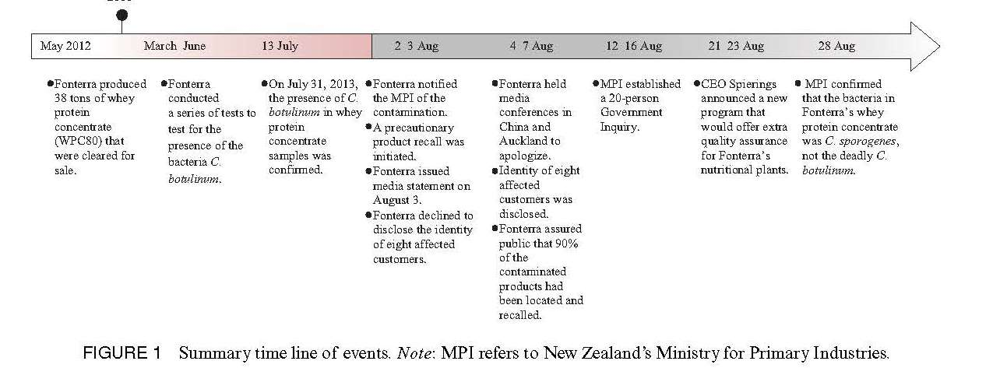 May 2012
March June
13 July
2 3 Aug
4 7 Aug
12 16 Aug
21 23 Aug
28 Aug
●Fonterra produced
38 tons of whey
protein
concentrate
(WPC80) that
were cleared for
sale.
●Fonterra
conducted
a series of tests to
test for the
presence of the
bacteria C.
botulinum.
●On July 31, 2013,
the presence of C.
botulinum in whey
protein
concentrate
samples was
confirmed.
●Fonterra notified
the MPI of the
contamination.
●A precautionary
product recall was
initiated.
●Fonterra issued
media statement on
August 3.
●Fonterra declined to
disclose the identity
of eight affected
customers.
●Fonterra held
media
conferences in
China and
Auckland to
apologize.
●Identity of eight
affected
customers was
disclosed.
●Fonterra assured
public that 90%
of the
contaminated
products had
been located and
recalled.
●MPI established
a 20-person
Government
Inquiry.
●CEO Spierings
announced a new
program that
would offer extra
quality assurance
for Fonterra's
nutritional plants.
● MPI confirmed
that the bacteria in
Fonterra's whey
protein concentrate
was C. sporogenes,
not the deadly C.
botulinum.
FIGURE 1 Summary time line of events. Note: MPI refers to New Zealand's Ministry for Primary Industries.